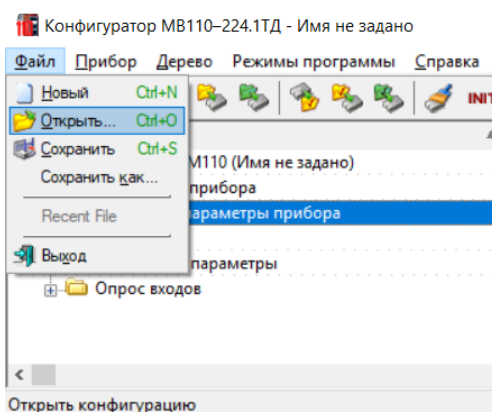 Конфигуратор МВ110–224.1ТД - Имя не задано
Файл Прибор Дерево Режимы программы Справка
Новый Ctrl+N
INIT
Открыть... Ctrl+O
Сохранить Ctrl+S
М110 (Имя не задано)
Сохранить как...
прибора
Recent File
параметры прибора
Выход
параметры
Опрос входов
Открыть конфигурацию